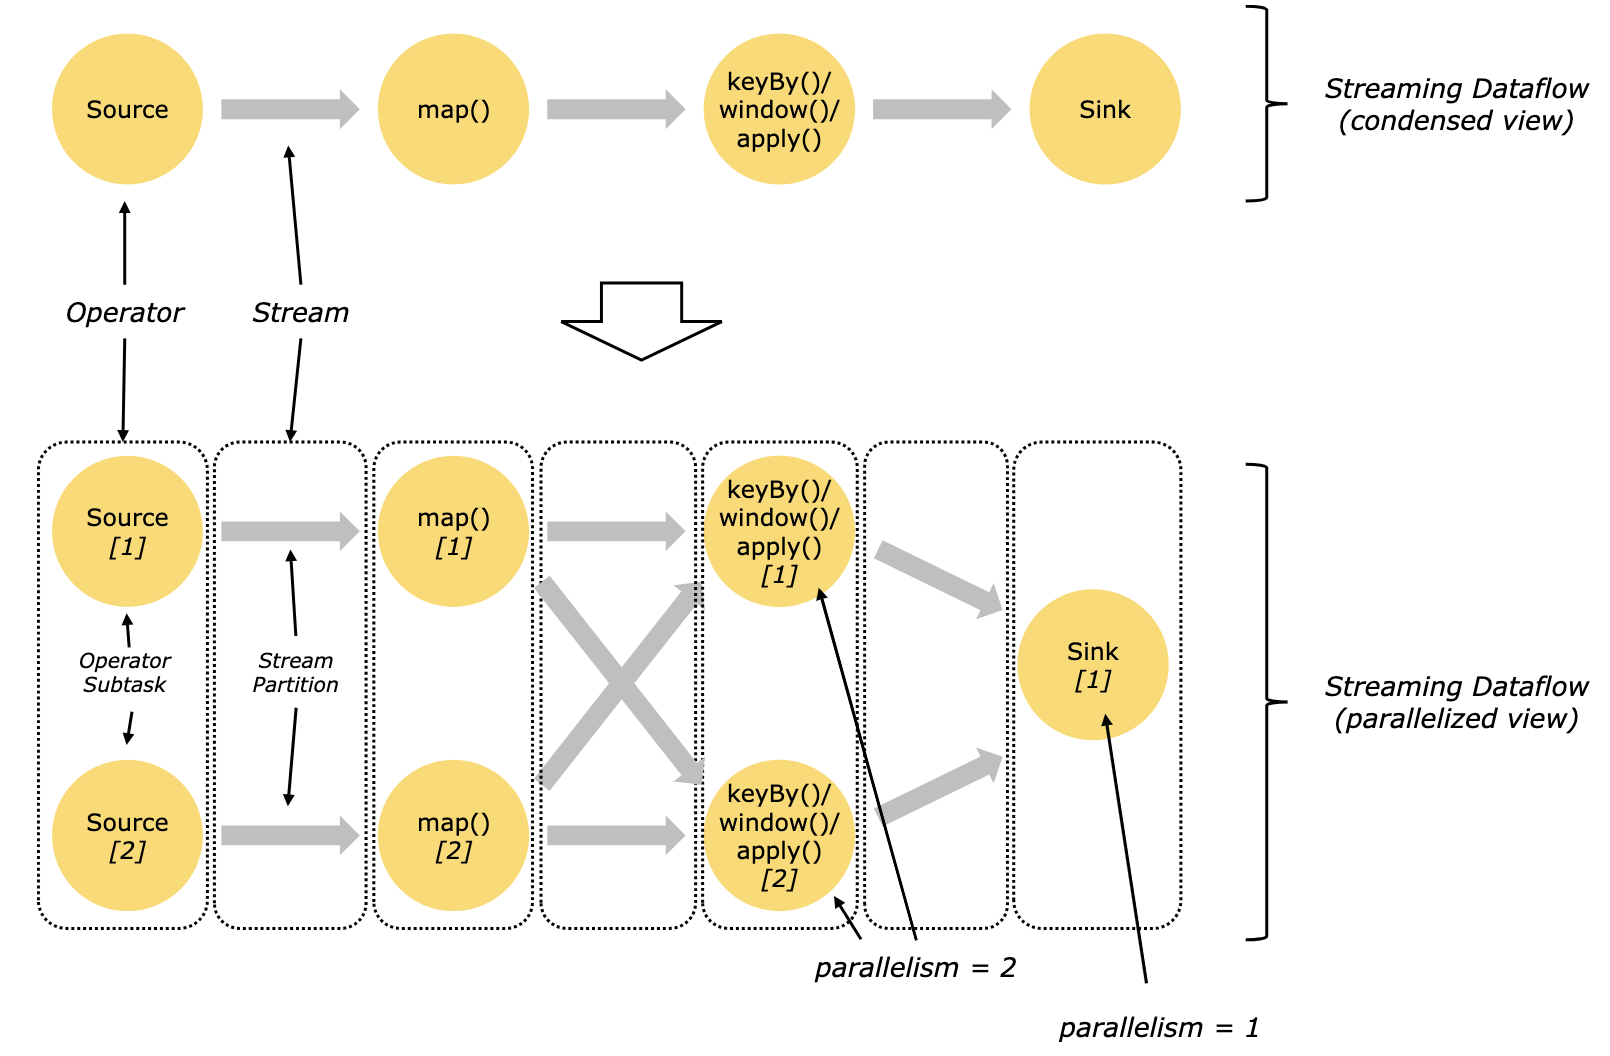 Source
map()
keyBy()/
window()/
apply()
Sink
Streaming Dataflow
(condensed view)
Operator
Stream
Source
[1]
map()
[1]
keyBy()/
window()/
apply()
[1]
Operator
Subtask
Stream
Partition
Sink
[1]
Streaming Dataflow
(parallelized view)
Source
[2]
map()
[2]
keyBy()/
window()/
apply()
[2]
parallelism = 2
parallelism = 1